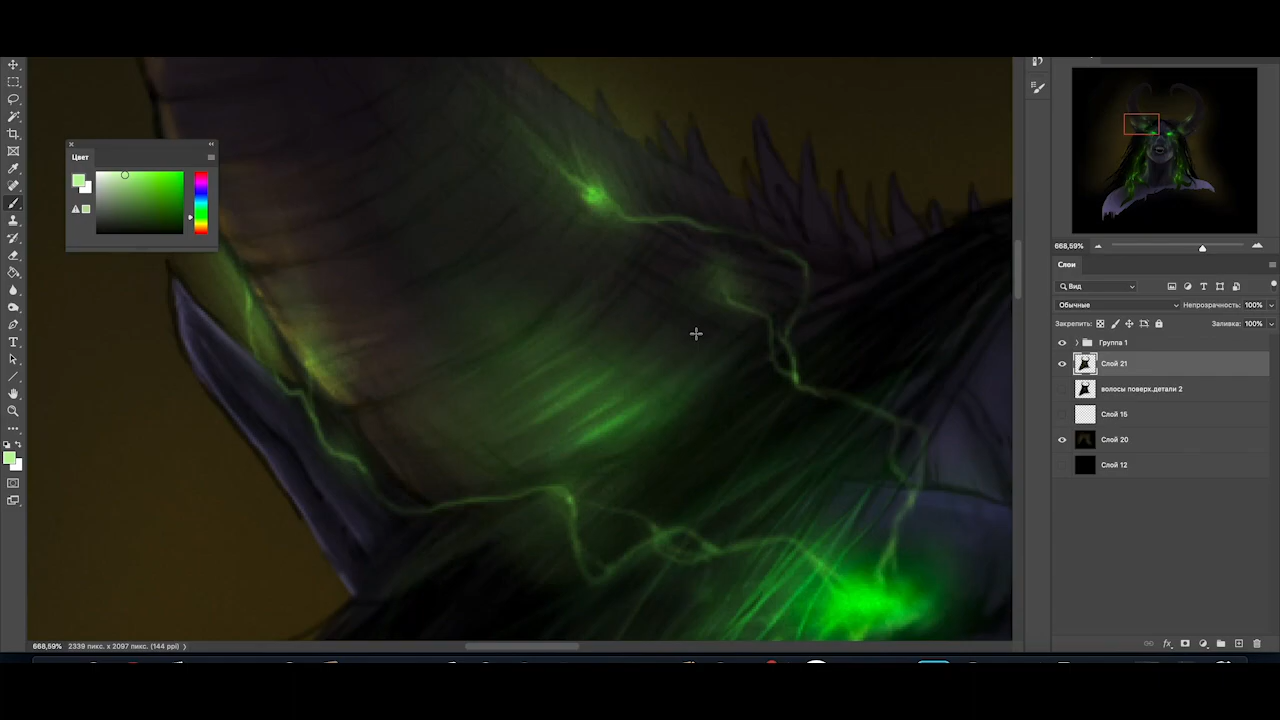 Цвет
668,59%
Слои
Вид
Обычные
Непрозрачность: 100%
Закрепить:
Заливка: 100%
Группа 1
Слой 21
волосы поверх.детали 2
Слой 15
Слой 20
Слой 12
668,59%
2339 пикс. x 2097 пикс. (144 ppi)